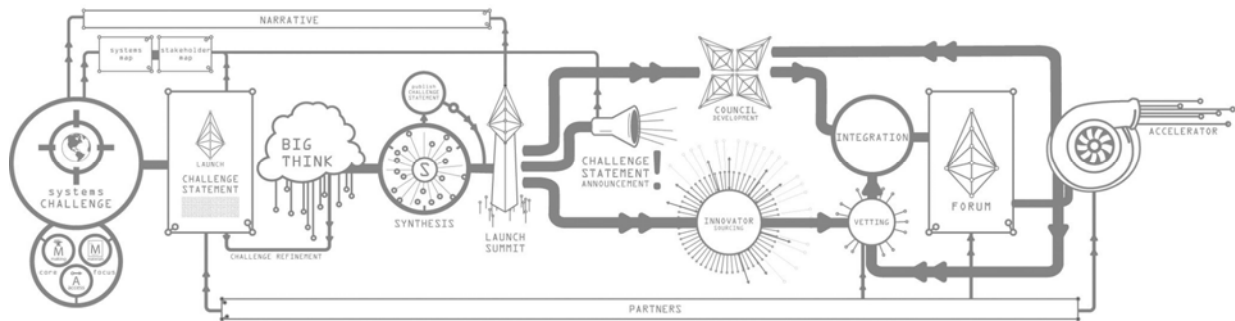 NARRATIVE
systems
map
stakeholder
map
systems
CHALLENGE
core
focus
M
M
A
LAUNCH
CHALLENGE
STATEMENT
BIG
THINK
CHALLENGE REFINEMENT
publish
CHALLENGE
STATEMENT
S
SYNTHESIS
LAUNCH
SUMMIT
CHALLENGE
STATEMENT
ANNOUNCEMENT
!
COUNCIL
DEVELOPMENT
INNOVATOR
SOURCING
INTEGRATION
VETTING
FORUM
ACCELERATOR
PARTNERS